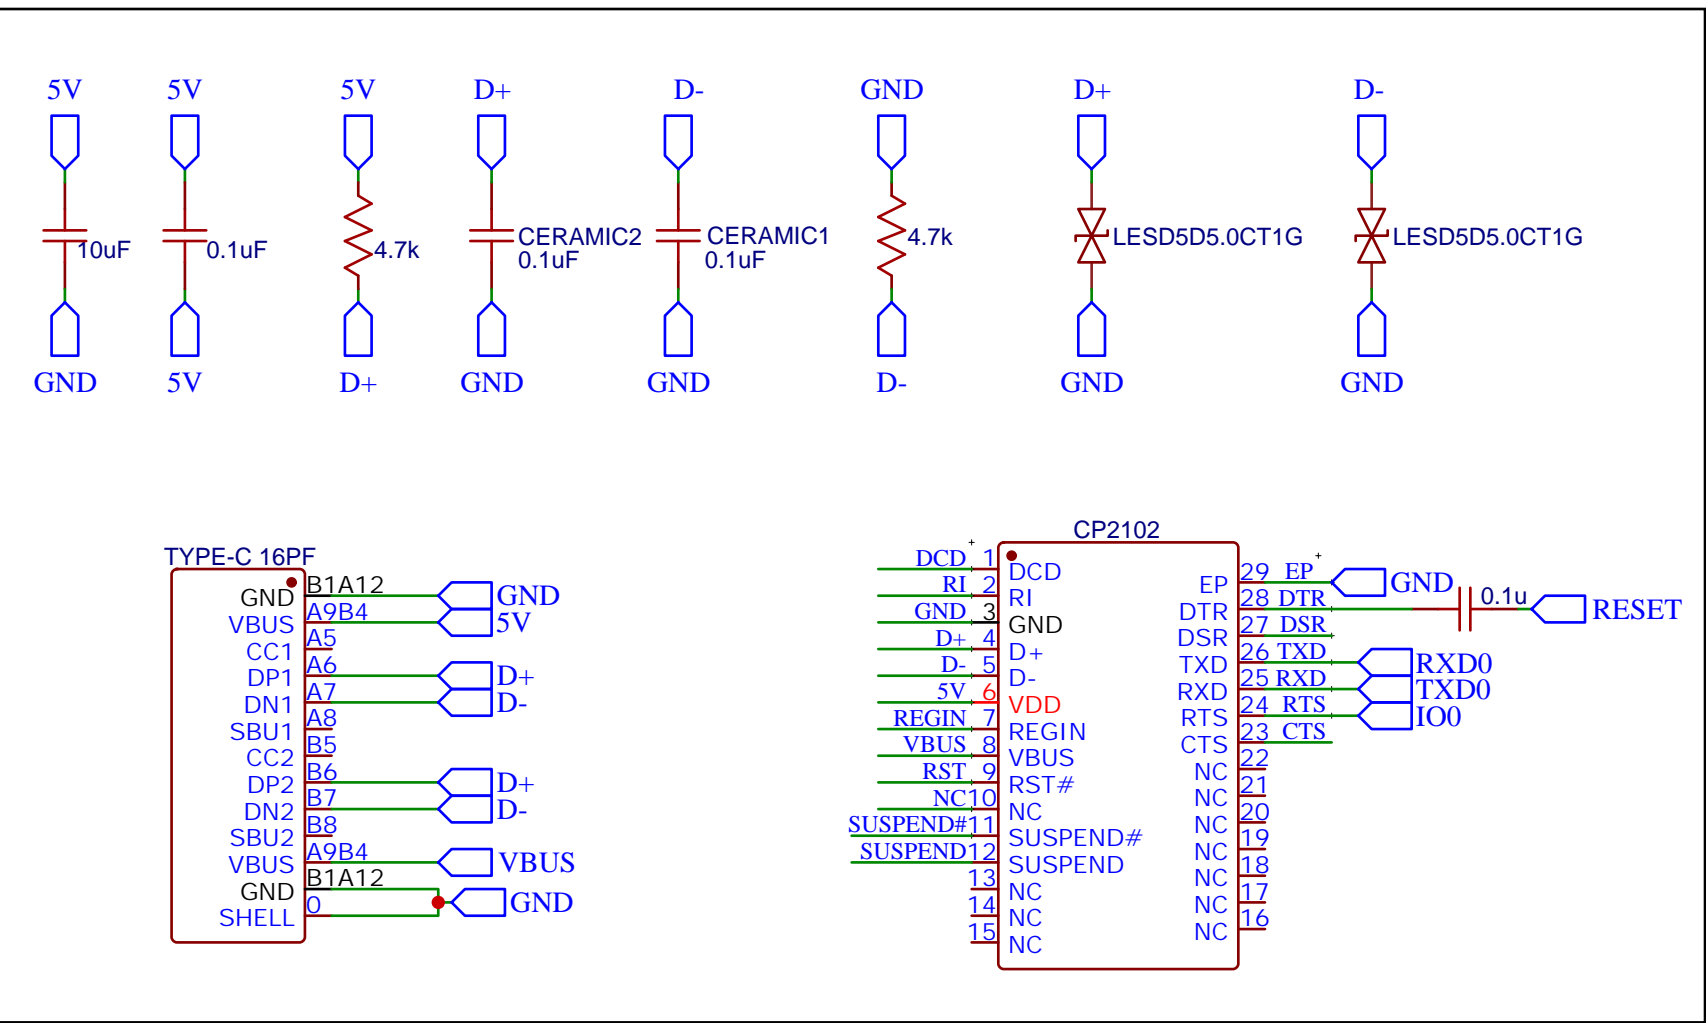 5V 5V 5V D+ D- GND D+ D-
10uF 0.1uF 4.7k CERAMIC2 0.1uF CERAMIC1 0.1uF 4.7k LESD5D5.0CT1G LESD5D5.0CT1G
GND 5V D+ GND GND D- GND GND
TYPE-C 16PF
GND B1A12 GND
VBUS A9B4 5V
CC1 A5
DP1 A6 D+
DN1 A7 D-
SBU1 A8
CC2 B5
DP2 B6 D+
DN2 B7 D-
SBU2 B8
VBUS A9B4 VBUS
GND B1A12 GND
SHELL 0
CP2102
DCD 1 DCD
RI 2 RI
GND 3 GND
D+ 4 D+
D- 5 D-
5V 6 VDD
REGIN 7 REGIN
VBUS 8 VBUS
RST 9 RST#
NC 10 NC
SUSPEND# 11 SUSPEND#
SUSPEND 12 SUSPEND
13 NC
14 NC
15 NC
EP 29 EP GND
DTR 28 DTR 0.1u RESET
DSR 27 DSR
TXD 26 TXD RXD0
RXD 25 RXD TXD0
RTS 24 RTS IO0
CTS 23 CTS
NC 22
NC 21
NC 20
NC 19
NC 18
NC 17
NC 16